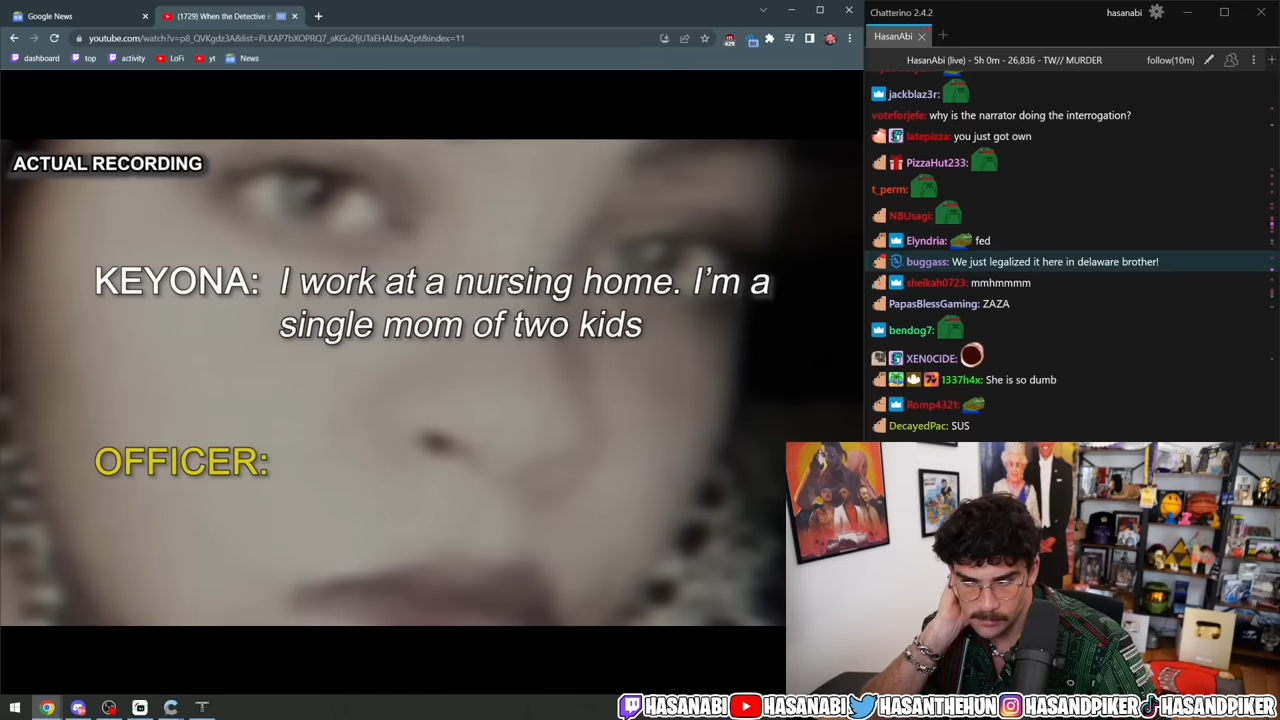 Google News
(1729) When the Detective i
youtube.com/watch?v=p8_QVKgdz3A&list=PLKAP7bXOPRQ7_aKGu2fjUTaEHALbsA2pt&index=11
429
80
dashboard
top
activity
LoFi
yt
News
ACTUAL RECORDING
KEYONA: I work at a nursing home. I'm a
single mom of two kids
OFFICER:
Chatterino 2.4.2
hasanabi
HasanAbi
HasanAbi (live) - 5h 0m - 26,836 - TW// MURDER
follow(10m)
jackblaz3r:
voteforjefe: why is the narrator doing the interrogation?
latepizza: you just got own
PizzaHut233:
t_perm:
NBUsagi:
Elyndria: fed
buggass: We just legalized it here in delaware brother!
sheikah0723: mmhmmmm
PapasBlessGaming: ZAZA
bendog7:
XEN0CIDE:
1337h4x: She is so dumb
Romp4321:
DecayedPac: SUS
HASANABI
HASANABI
HASANTHEHUN
HASANDPIKER
HASANDPIKER